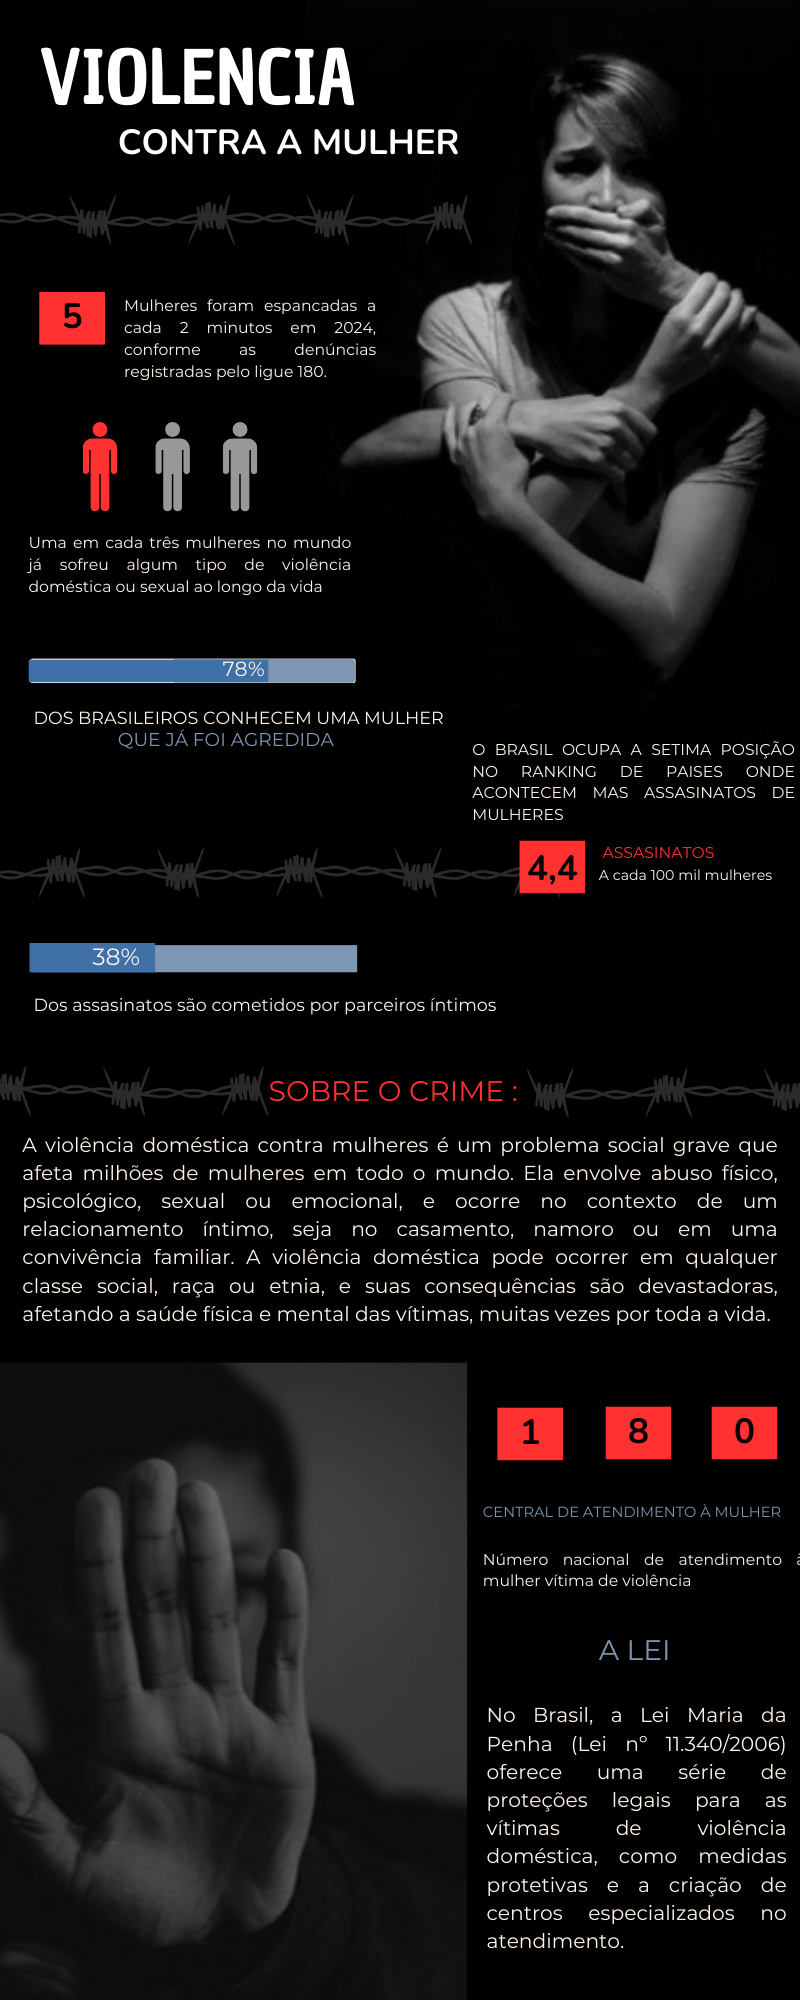 VIOLENCIA
CONTRA A MULHER
5
Mulheres foram espancadas a
cada 2 minutos em 2024,
conforme as denúncias
registradas pelo ligue 180.
Uma em cada três mulheres no mundo
já sofreu algum tipo de violência
doméstica ou sexual ao longo da vida
78%
DOS BRASILEIROS CONHECEM UMA MULHER
QUE JÁ FOI AGREDIDA
O BRASIL OCUPA A SETIMA POSIÇÃO
NO RANKING DE PAISES ONDE
ACONTECEM MAS ASSASINATOS DE
MULHERES
4,4
ASSASINATOS
A cada 100 mil mulheres
38%
Dos assasinatos são cometidos por parceiros íntimos
SOBRE O CRIME :
A violência doméstica contra mulheres é um problema social grave que
afeta milhões de mulheres em todo o mundo. Ela envolve abuso físico,
psicológico, sexual ou emocional, e ocorre no contexto de um
relacionamento íntimo, seja no casamento, namoro ou em uma
convivência familiar. A violência doméstica pode ocorrer em qualquer
classe social, raça ou etnia, e suas consequências são devastadoras,
afetando a saúde física e mental das vítimas, muitas vezes por toda a vida.
1 8 0
CENTRAL DE ATENDIMENTO À MULHER
Número nacional de atendimento à
mulher vítima de violência
A LEI
No Brasil, a Lei Maria da
Penha (Lei nº 11.340/2006)
oferece uma série de
proteções legais para as
vítimas de violência
doméstica, como medidas
protetivas e a criação de
centros especializados no
atendimento.